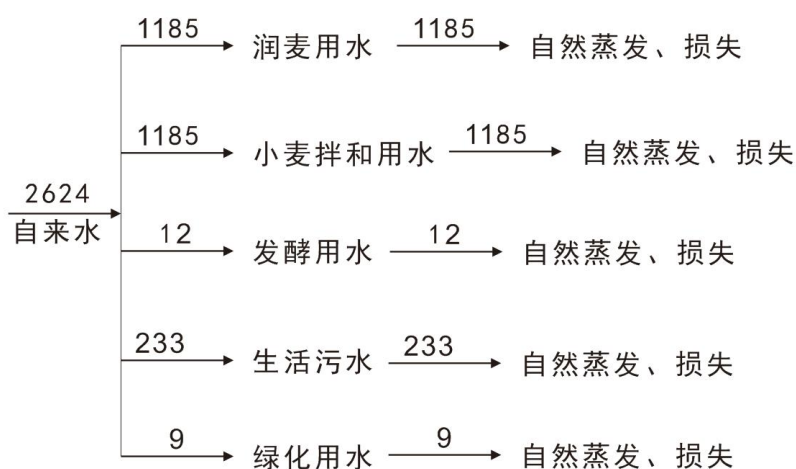 1185 润麦用水 1185 自然蒸发、损失
1185 小麦拌和用水 1185 自然蒸发、损失
2624
自来水
12 发酵用水 12 自然蒸发、损失
233 生活污水 233 自然蒸发、损失
9 绿化用水 9 自然蒸发、损失